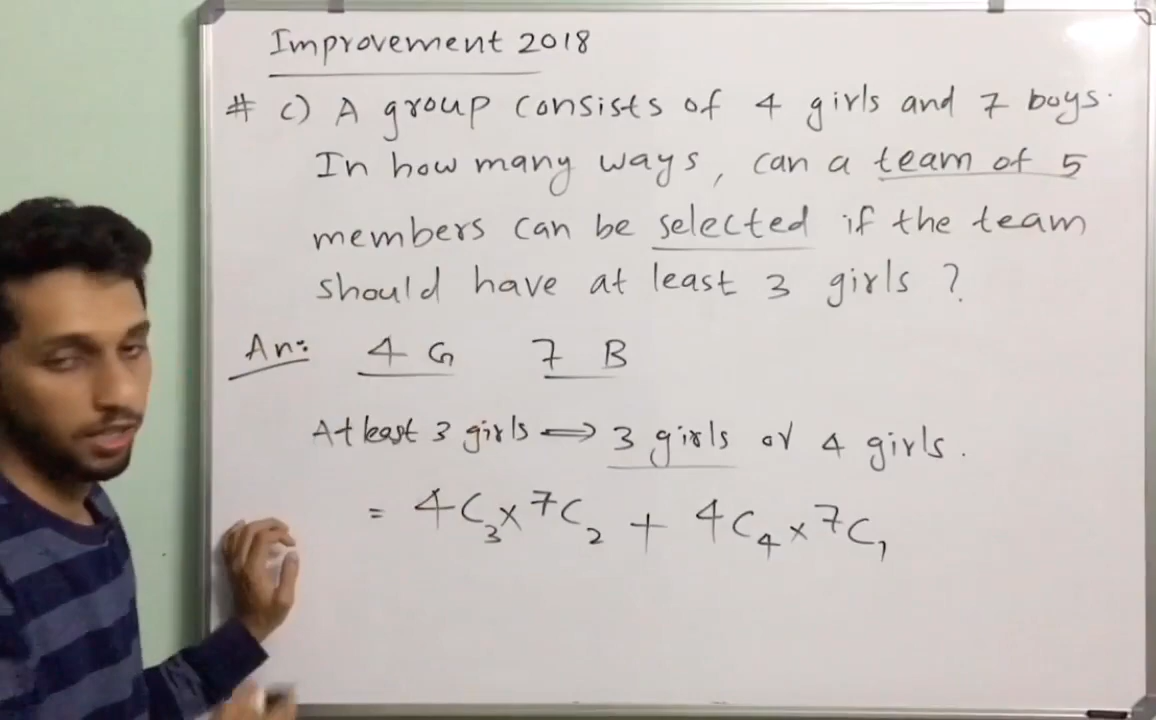 Improvement 2018
# c) A group consists of 4 girls and 7 boys.
In how many ways, can a team of 5
members can be selected if the team
should have at least 3 girls ?
An: 4 G 7 B
At least 3 girls ⟹ 3 girls or 4 girls.
= 4C₃ x ⁷C₂ + 4C₄ x ⁷C₁